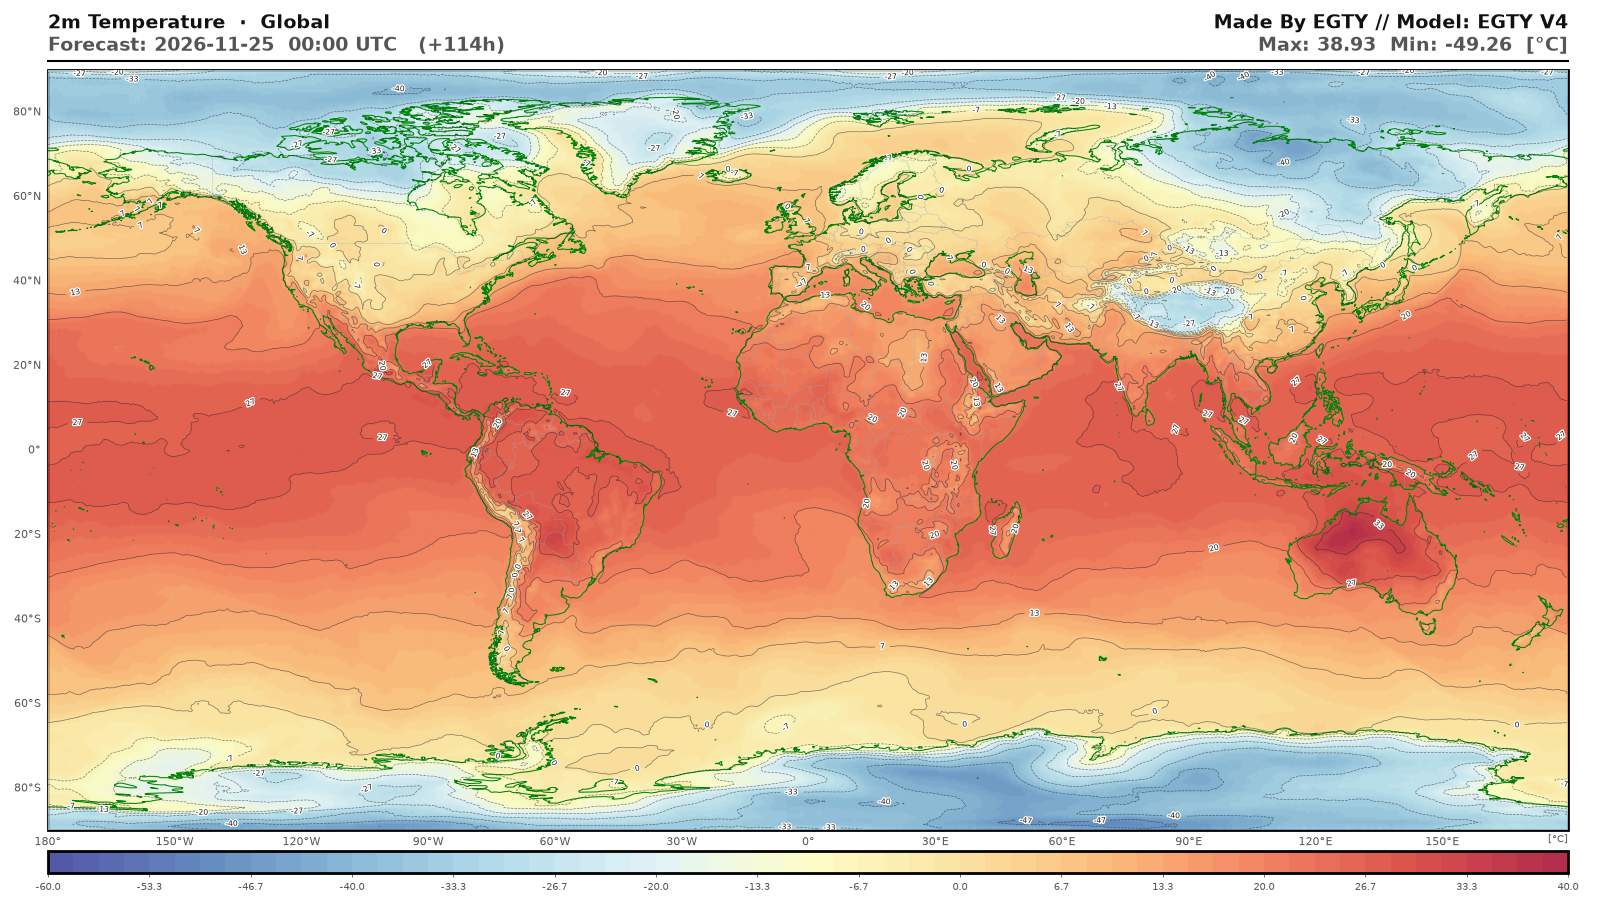 2m Temperature · Global
Made By EGTY // Model: EGTY V4
Forecast: 2026-11-25 00:00 UTC (+114h)
Max: 38.93 Min: -49.26 [°C]
80°N
60°N
40°N
20°N
0°
20°S
40°S
60°S
80°S
180° 150°W 120°W 90°W 60°W 30°W 0° 30°E 60°E 90°E 120°E 150°E [°C]
-60.0 -53.3 -46.7 -40.0 -33.3 -26.7 -20.0 -13.3 -6.7 0.0 6.7 13.3 20.0 26.7 33.3 40.0